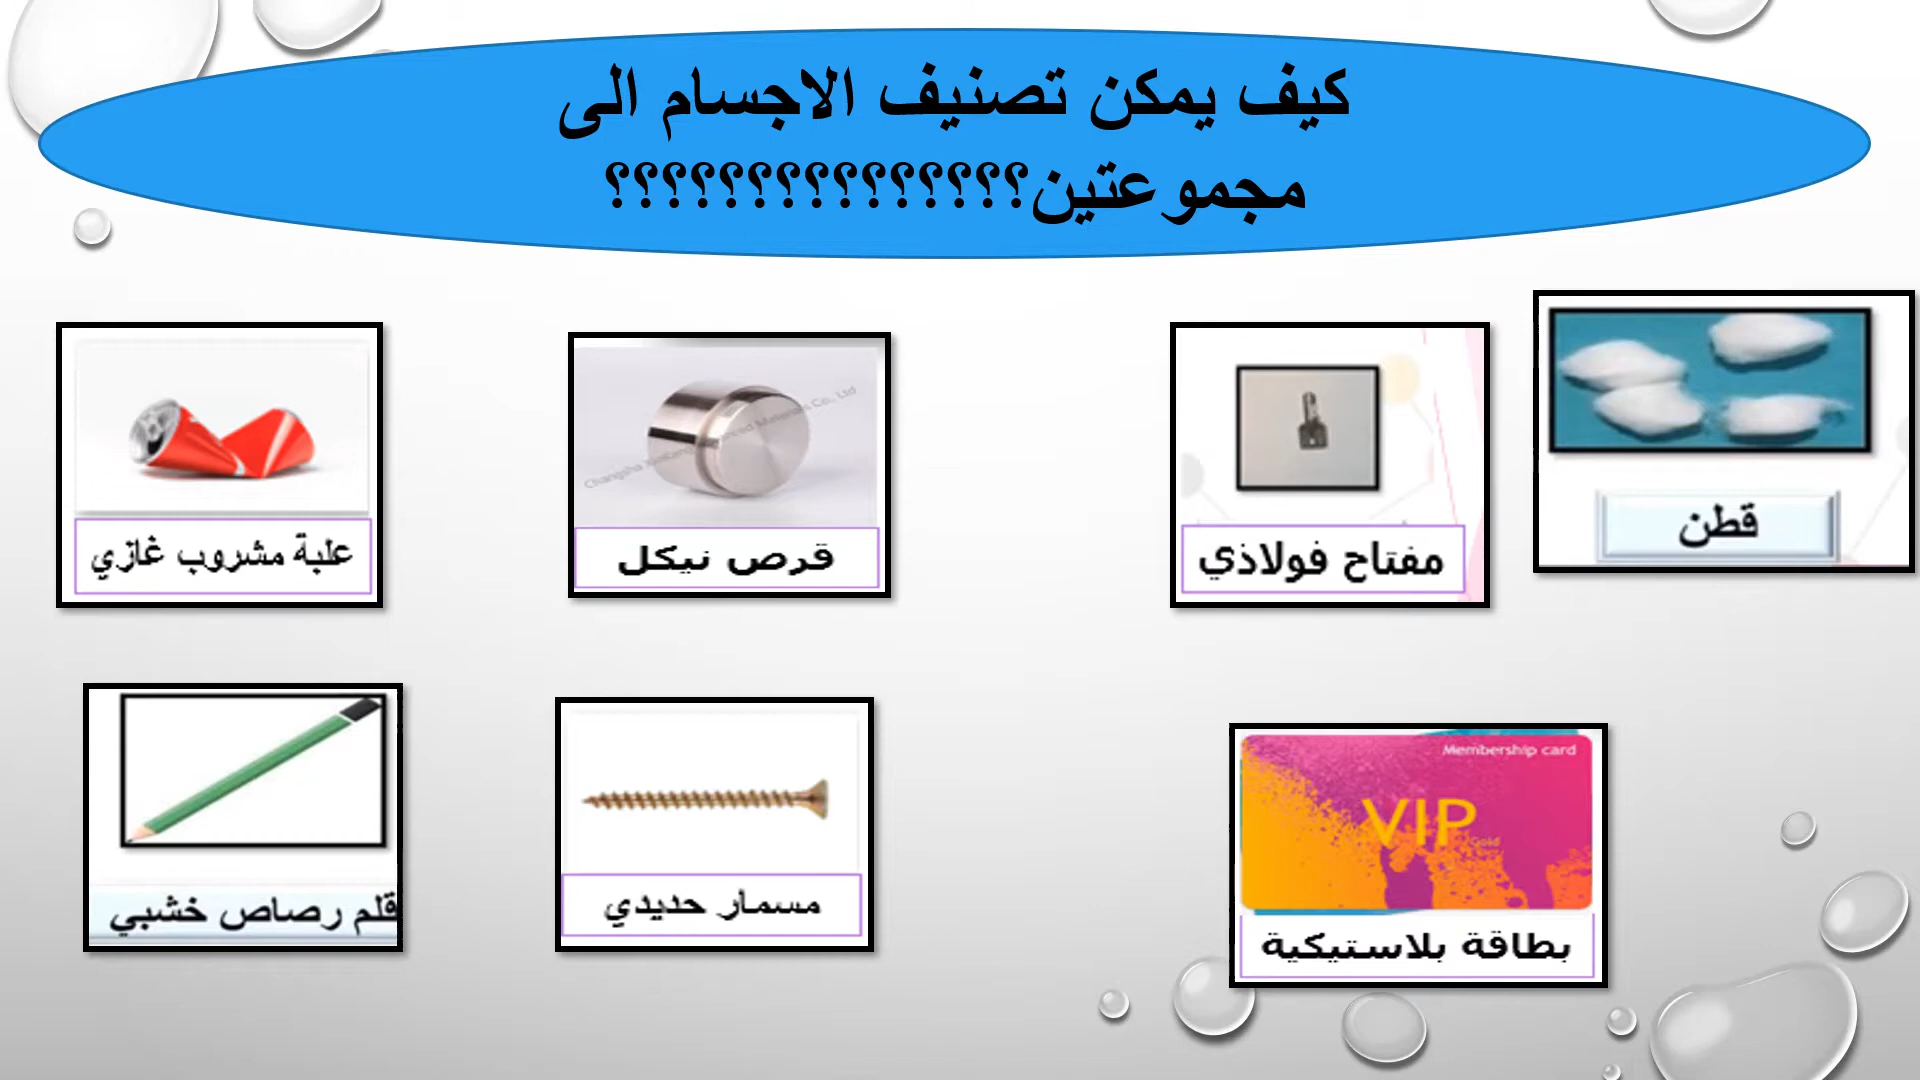 كيف يمكن تصنيف الاجسام الى
مجموعتين؟؟؟؟؟؟؟؟؟؟؟؟؟؟؟
قطن
مفتاح فولاذي
قرص نيكل
علبة مشروب غازي
Membership card
VIP
Gold
بطاقة بلاستيكية
مسمار حديدي
قلم رصاص خشبي